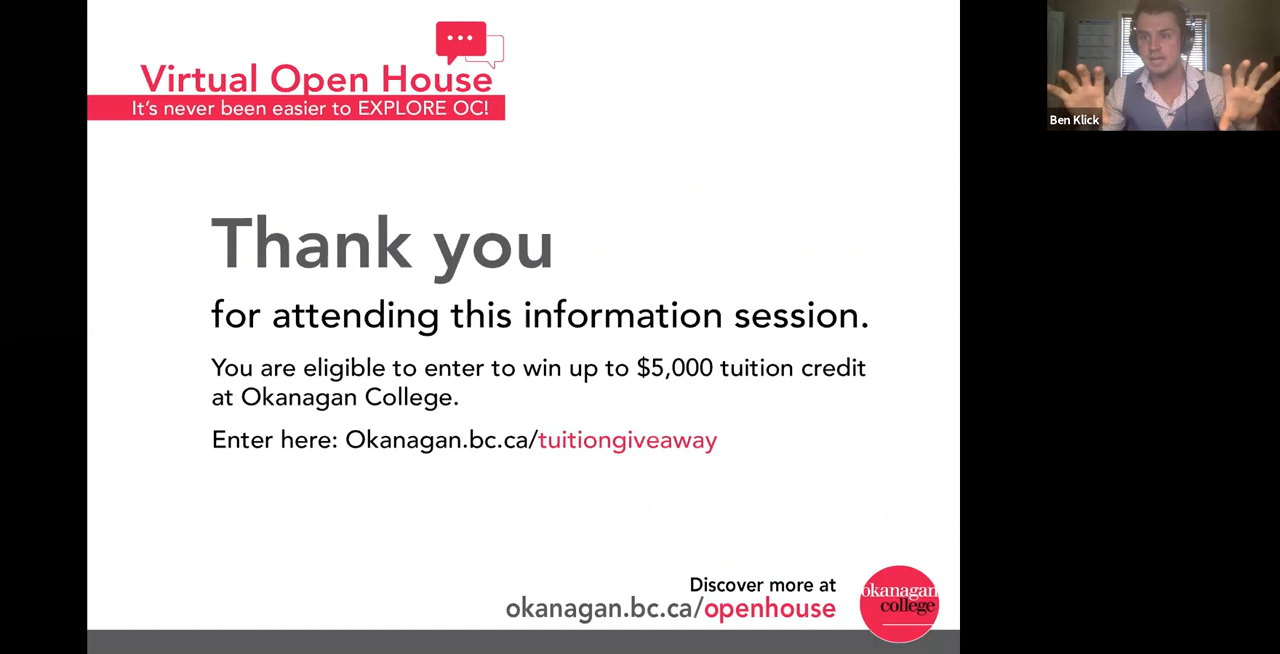 Virtual Open House
It's never been easier to EXPLORE OC!
Ben Klick
Thank you
for attending this information session.
You are eligible to enter to win up to $5,000 tuition credit
at Okanagan College.
Enter here: Okanagan.bc.ca/tuitiongiveaway
Discover more at
okanagan.bc.ca/openhouse
okanagan
college